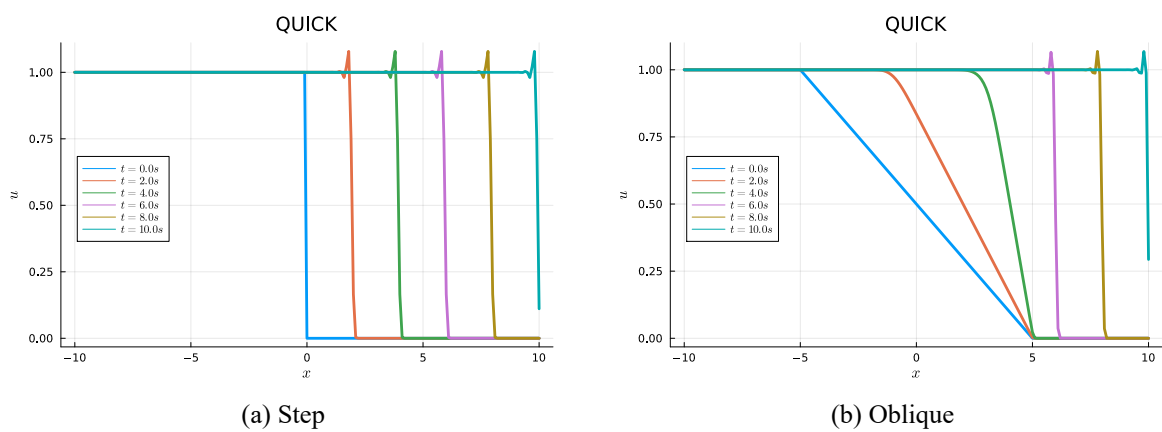 QUICK
1.00
0.75
0.50
0.25
0.00
u
t = 0.0s
t = 2.0s
t = 4.0s
t = 6.0s
t = 8.0s
t = 10.0s
−10 −5 0 5 10
x
(a) Step
QUICK
1.00
0.75
0.50
0.25
0.00
u
t = 0.0s
t = 2.0s
t = 4.0s
t = 6.0s
t = 8.0s
t = 10.0s
−10 −5 0 5 10
x
(b) Oblique